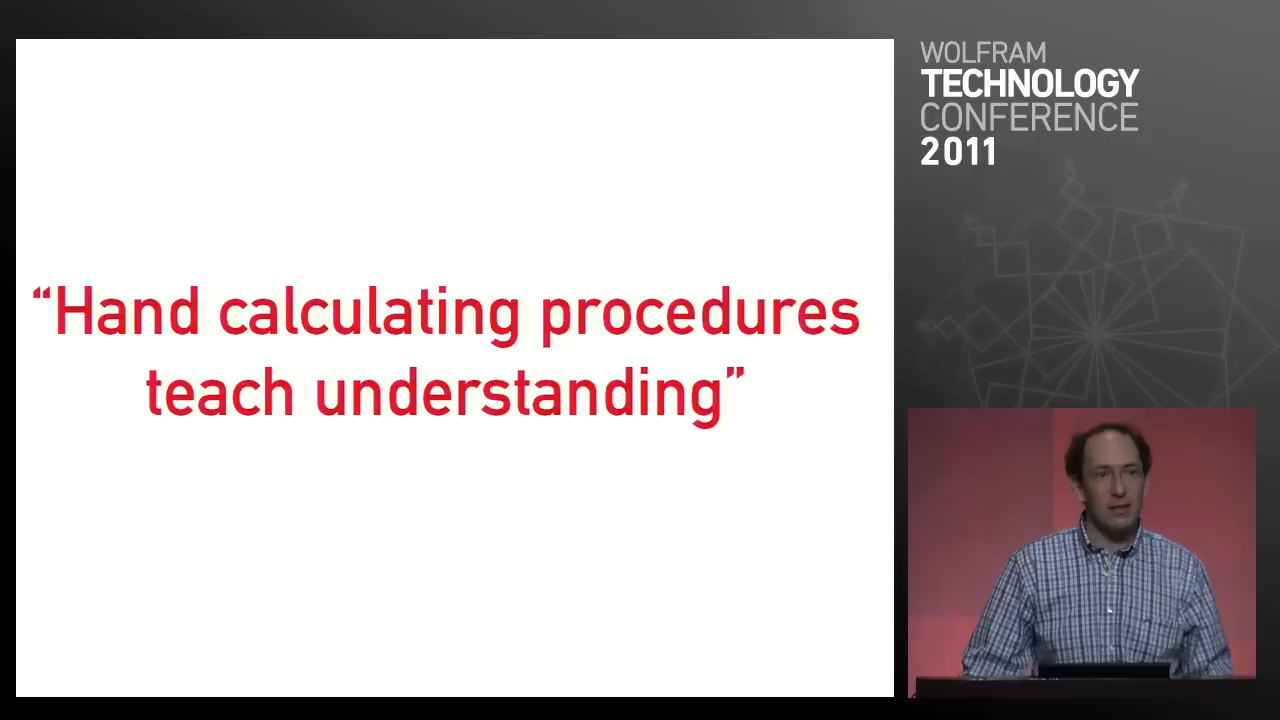 WOLFRAM
TECHNOLOGY
CONFERENCE
2011
“Hand calculating procedures
teach understanding”